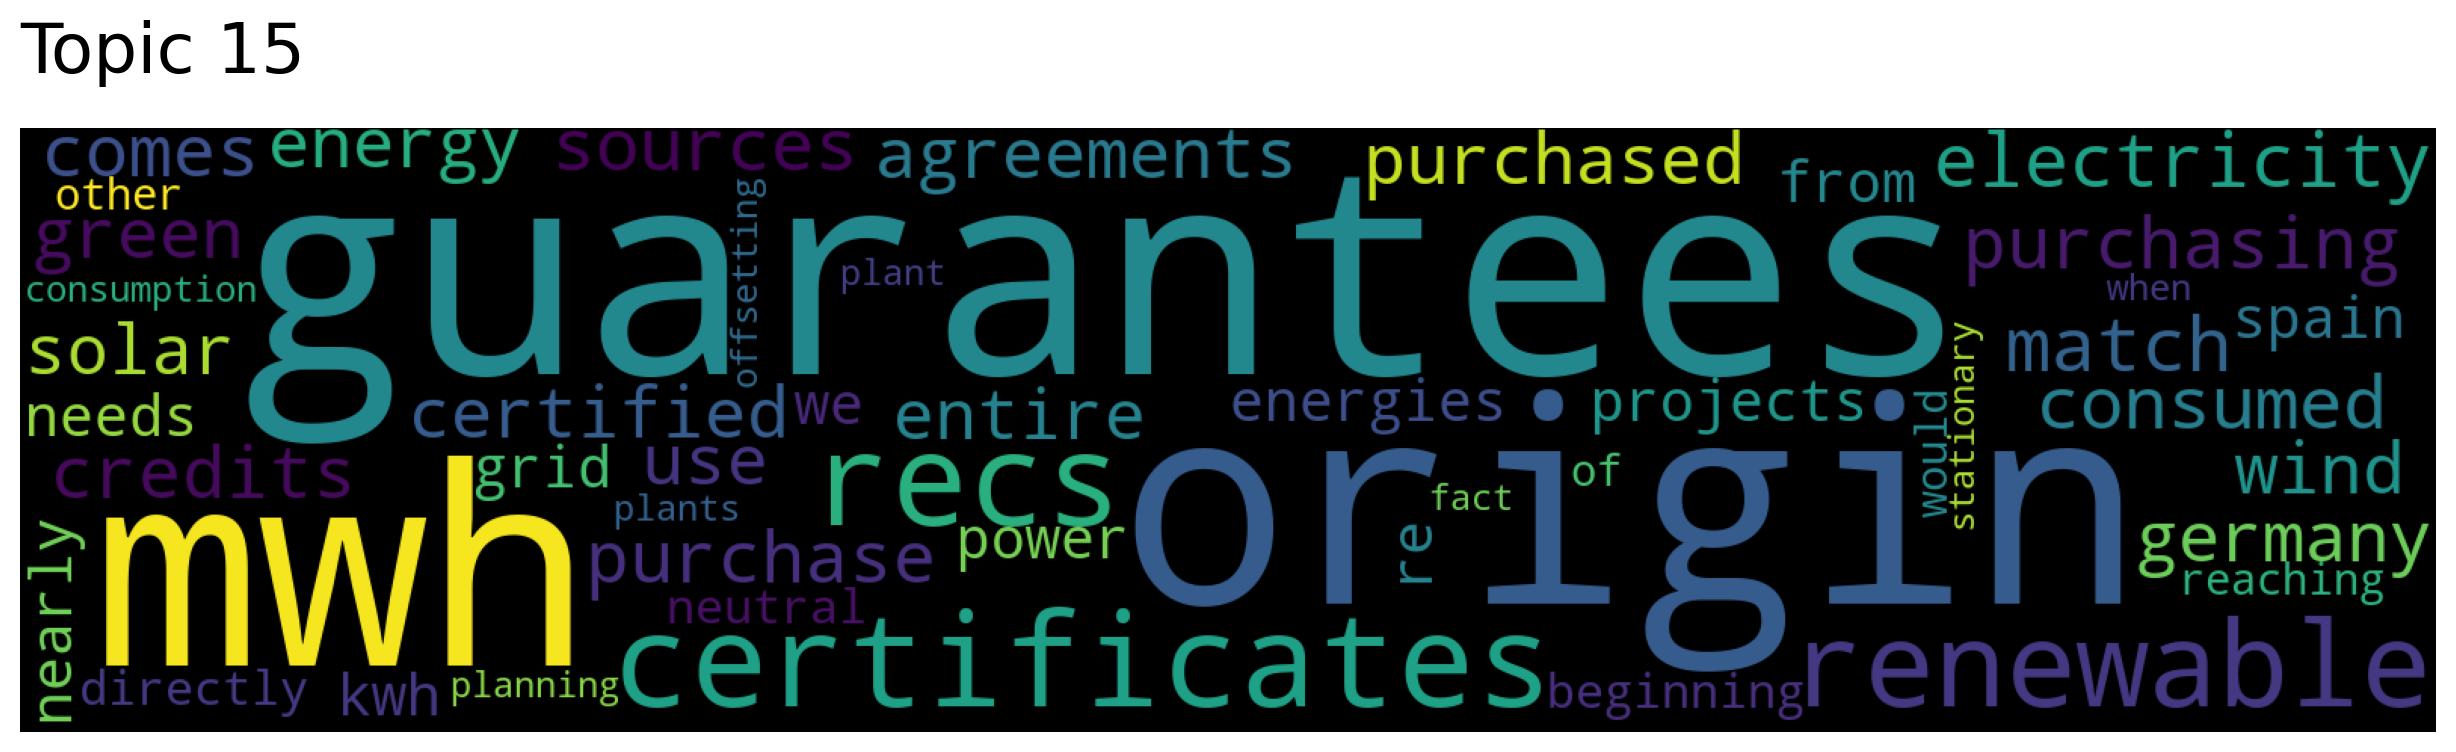 Topic 15
comes energy sources agreements purchased from electricity
other
green guarantees purchasing
offsetting
plant
consumption when
solar match spain
needs certified we entire energies projects consumed
would
stationary
credits grid use recs origin of wind
plants fact
mwh purchase power re germany
neutral reaching
nearly
certificates renewable
directly kwh planning beginning